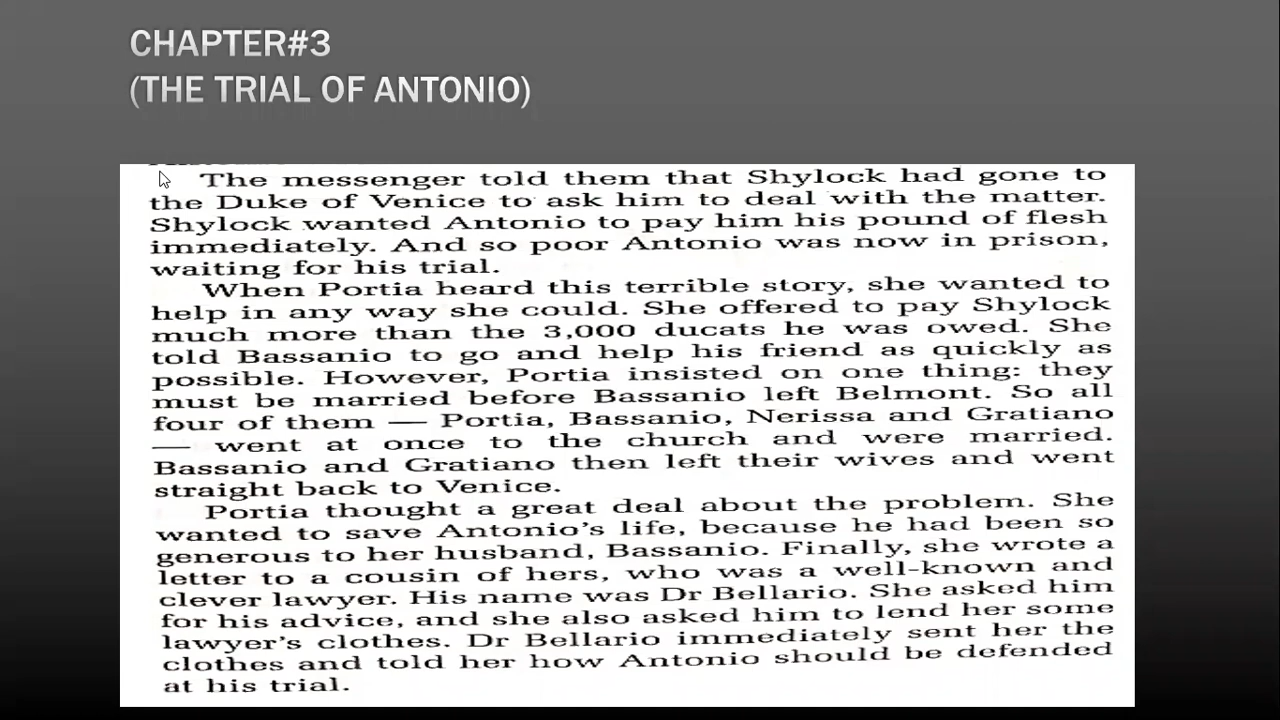 CHAPTER#3
(THE TRIAL OF ANTONIO)
The messenger told them that Shylock had gone to
the Duke of Venice to ask him to deal with the matter.
Shylock wanted Antonio to pay him his pound of flesh
immediately. And so poor Antonio was now in prison,
waiting for his trial.
When Portia heard this terrible story, she wanted to
help in any way she could. She offered to pay Shylock
much more than the 3,000 ducats he was owed. She
told Bassanio to go and help his friend as quickly as
possible. However, Portia insisted on one thing: they
must be married before Bassanio left Belmont. So all
four of them — Portia, Bassanio, Nerissa and Gratiano
— went at once to the church and were married.
Bassanio and Gratiano then left their wives and went
straight back to Venice.
Portia thought a great deal about the problem. She
wanted to save Antonio's life, because he had been so
generous to her husband, Bassanio. Finally, she wrote a
letter to a cousin of hers, who was a well-known and
clever lawyer. His name was Dr Bellario. She asked him
for his advice, and she also asked him to lend her some
lawyer's clothes. Dr Bellario immediately sent her the
clothes and told her how Antonio should be defended
at his trial.